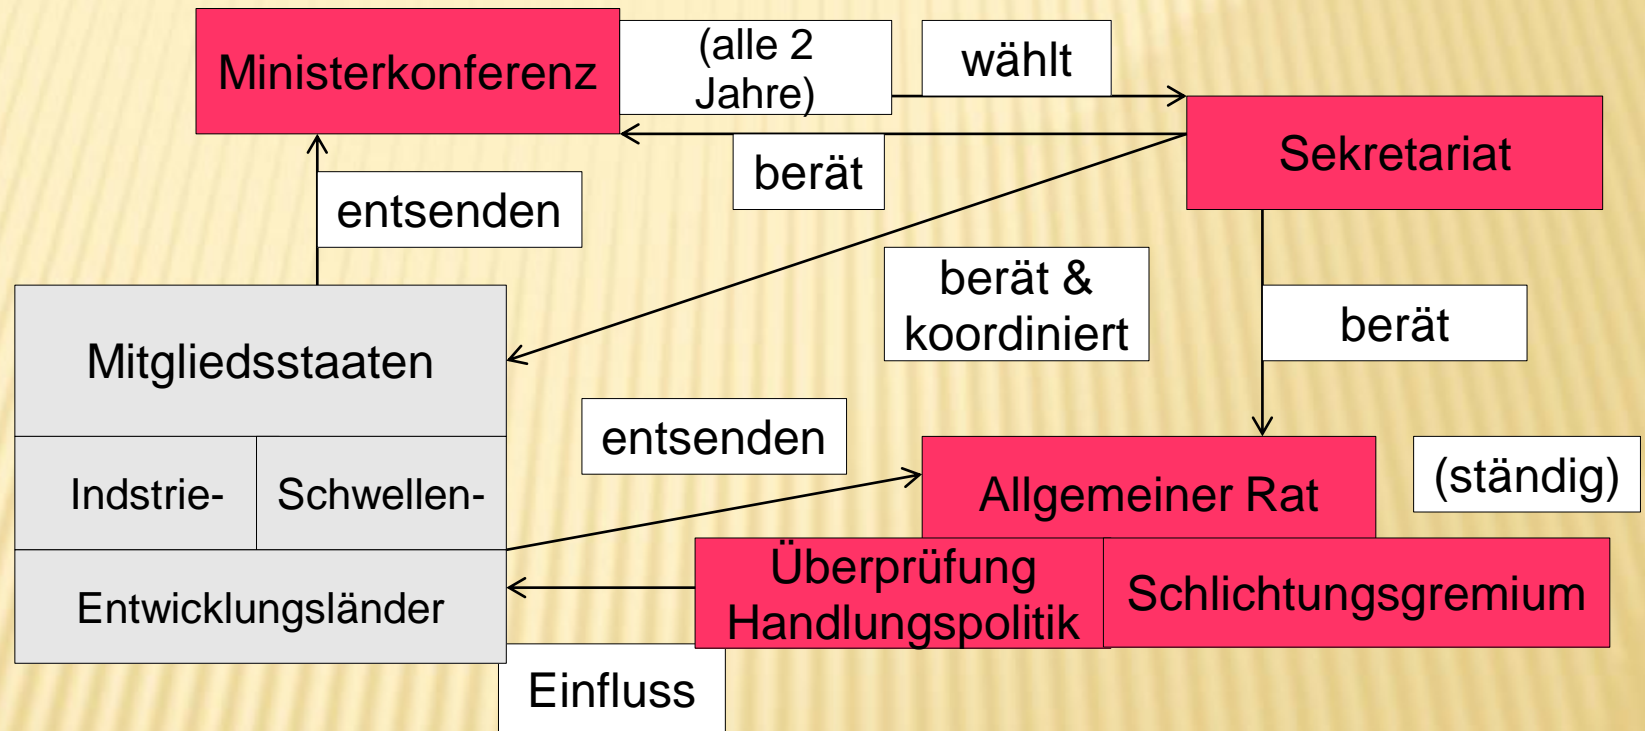 Ministerkonferenz
(alle 2
Jahre)
wählt
Sekretariat
berät
entsenden
berät &
koordiniert
berät
Mitgliedsstaaten
entsenden
Indstrie-
Schwellen-
Allgemeiner Rat
(ständig)
Entwicklungsländer
Überprüfung
Handlungspolitik
Schlichtungsgremium
Einfluss